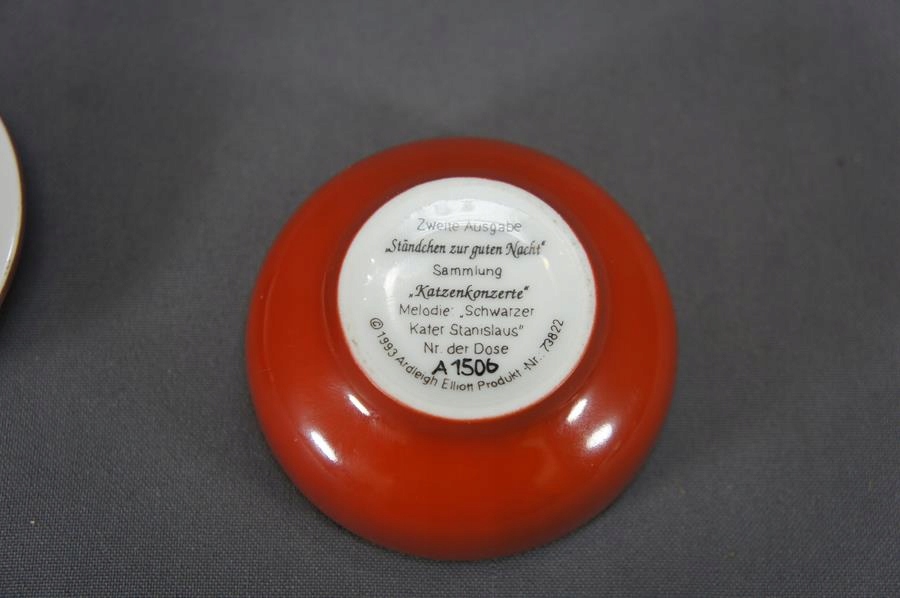 Zweite Ausgabe
„Ständchen zur guten Nacht“
Sammlung
„Katzenkonzerte“
Melodie: „Schwarzer
Kater Stanislaus”
Nr. der Dose
A 1506
© 1993 Ardleigh Elliott Produkt.-Nr.: 73822